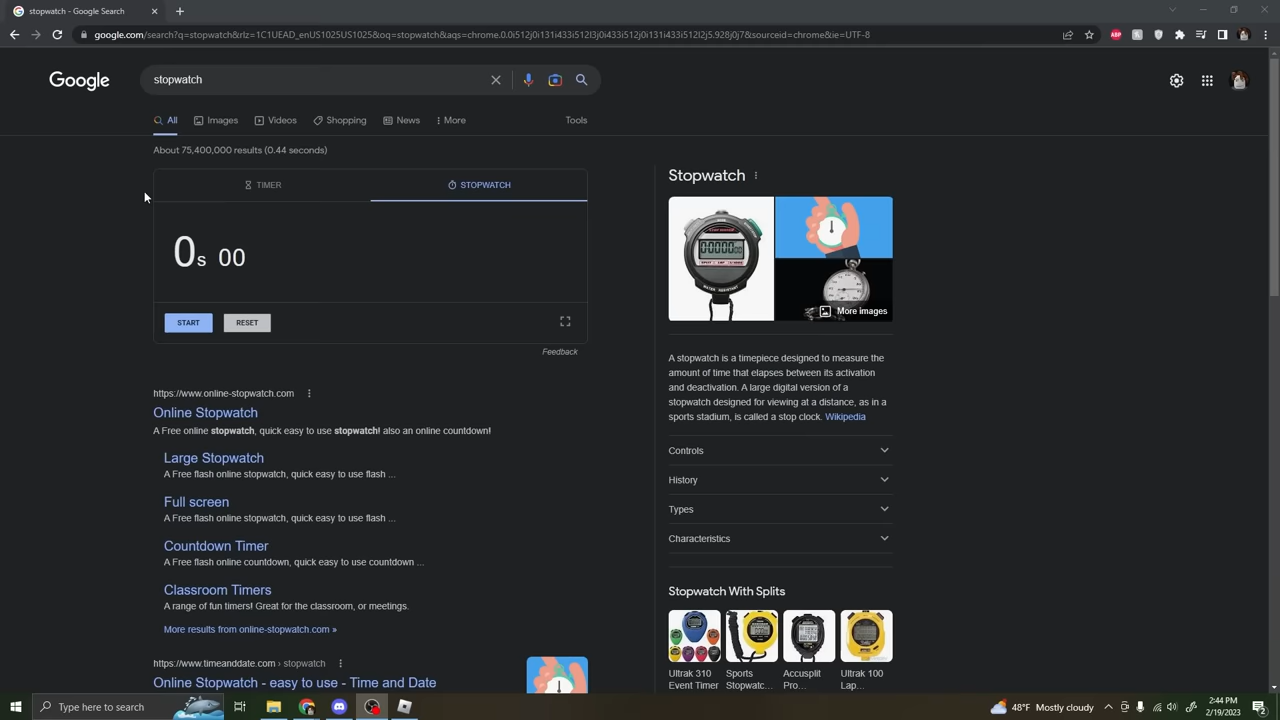 stopwatch - Google Search
google.com/search?q=stopwatch&rlz=1C1UEAD_enUS1025US1025&oq=stopwatch&aqs=chrome.0.0i512j0i131i433i512l3j0i433i512j0i131i433i512j0i512l2j5.928j0j7&sourceid=chrome&ie=UTF-8
Google
stopwatch
All
Images
Videos
Shopping
News
More
Tools
About 75,400,000 results (0.44 seconds)
TIMER
STOPWATCH
0s 00
START
RESET
Feedback
https://www.online-stopwatch.com
Online Stopwatch
A Free online stopwatch, quick easy to use stopwatch! also an online countdown!
Large Stopwatch
A Free flash online stopwatch, quick easy to use flash ...
Full screen
A Free flash online stopwatch, quick easy to use flash ...
Countdown Timer
A Free flash online countdown, quick easy to use countdown ...
Classroom Timers
A range of fun timers! Great for the classroom, or meetings.
More results from online-stopwatch.com »
https://www.timeanddate.com › stopwatch
Online Stopwatch - easy to use - Time and Date
Stopwatch
More images
A stopwatch is a timepiece designed to measure the
amount of time that elapses between its activation
and deactivation. A large digital version of a
stopwatch designed for viewing at a distance, as in a
sports stadium, is called a stop clock. Wikipedia
Controls
History
Types
Characteristics
Stopwatch With Splits
Ultrak 310
Event Timer
Sports
Stopwatc...
Accusplit
Pro...
Ultrak 100
Lap...
Type here to search
48°F Mostly cloudy
2:44 PM
2/19/2023